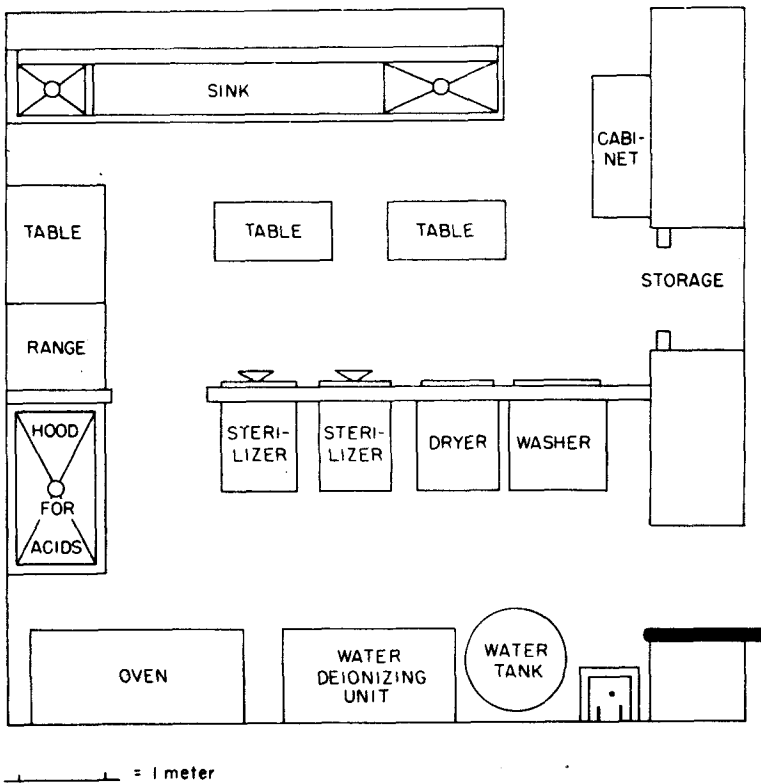 SINK
CABI-
NET
TABLE
TABLE
TABLE
STORAGE
RANGE
HOOD
FOR
ACIDS
STERI-
LIZER
STERI-
LIZER
DRYER
WASHER
OVEN
WATER
DEIONIZING
UNIT
WATER
TANK
= 1 meter